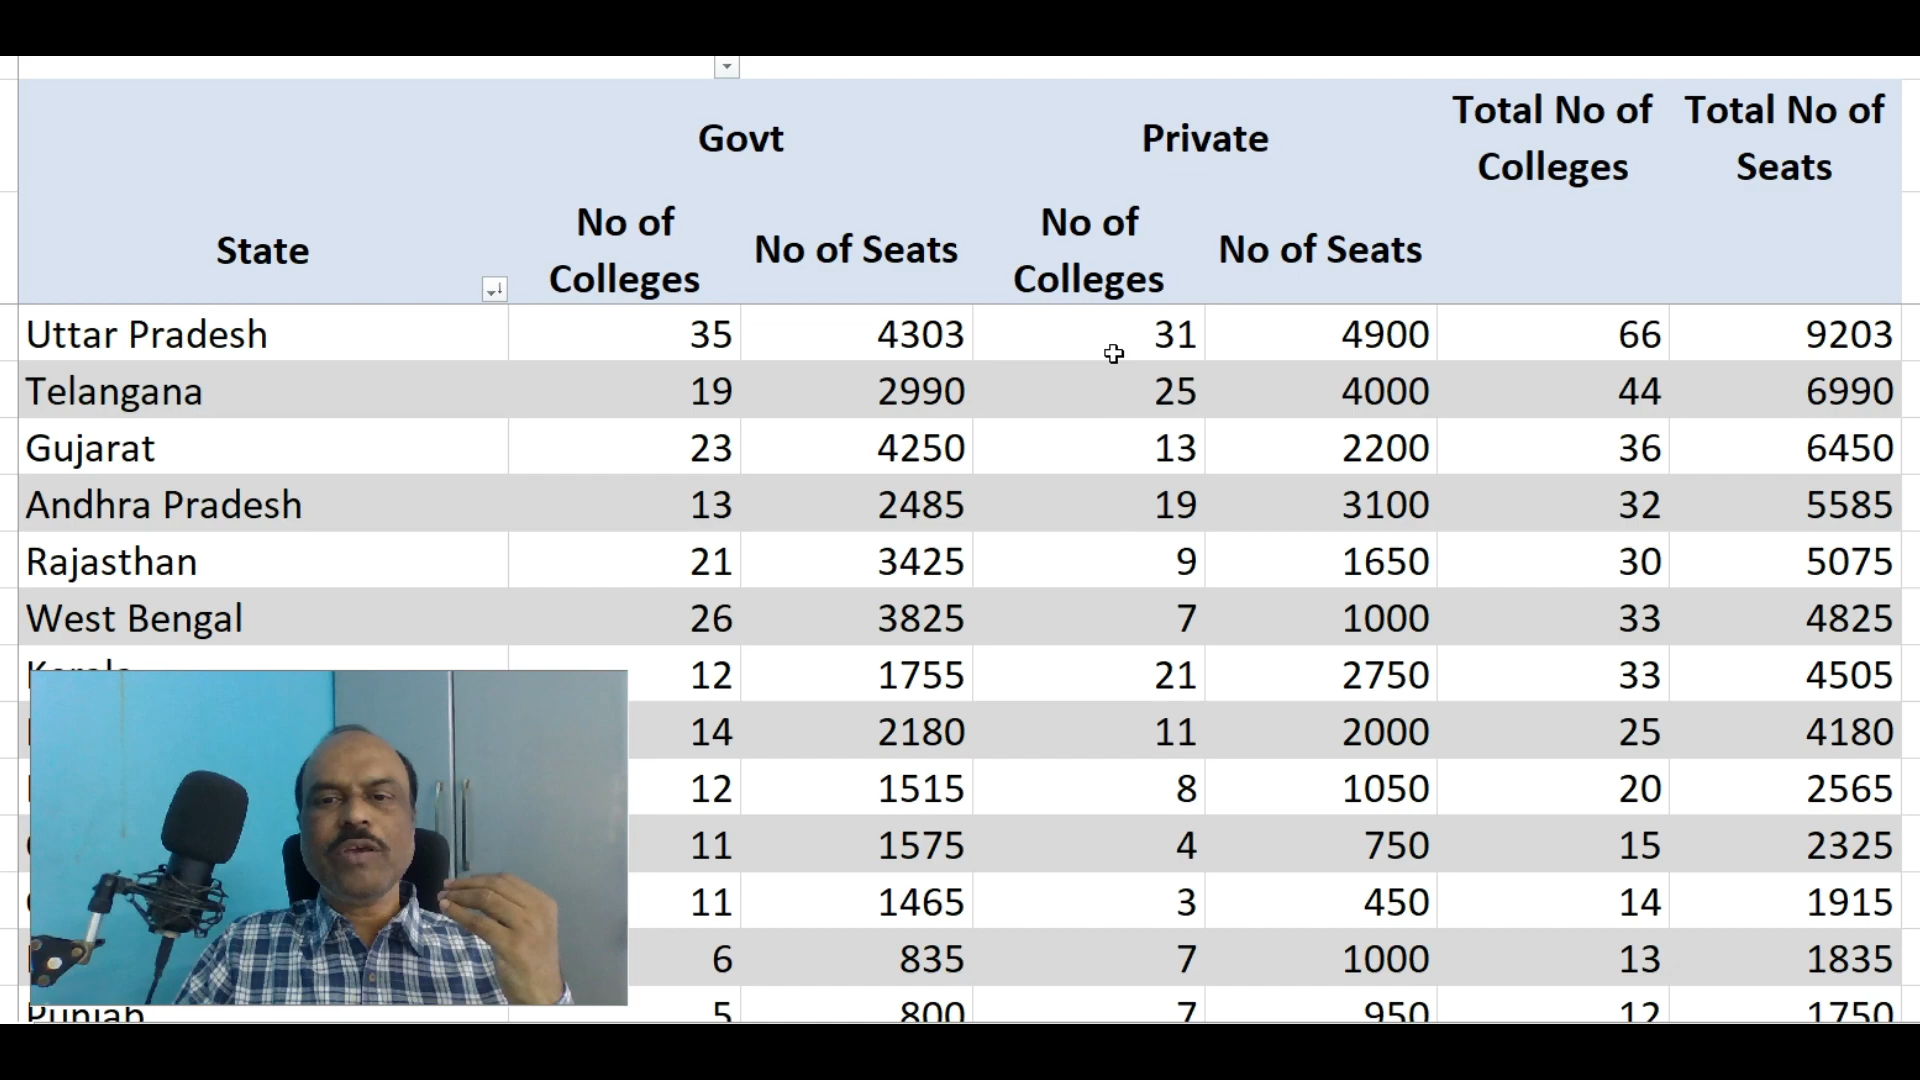 Govt Private Total No of Colleges Total No of Seats
State No of Colleges No of Seats No of Colleges No of Seats
Uttar Pradesh 35 4303 31 4900 66 9203
Telangana 19 2990 25 4000 44 6990
Gujarat 23 4250 13 2200 36 6450
Andhra Pradesh 13 2485 19 3100 32 5585
Rajasthan 21 3425 9 1650 30 5075
West Bengal 26 3825 7 1000 33 4825
Kerala 12 1755 21 2750 33 4505
14 2180 11 2000 25 4180
12 1515 8 1050 20 2565
11 1575 4 750 15 2325
11 1465 3 450 14 1915
6 835 7 1000 13 1835
Punjab 5 800 7 950 12 1750